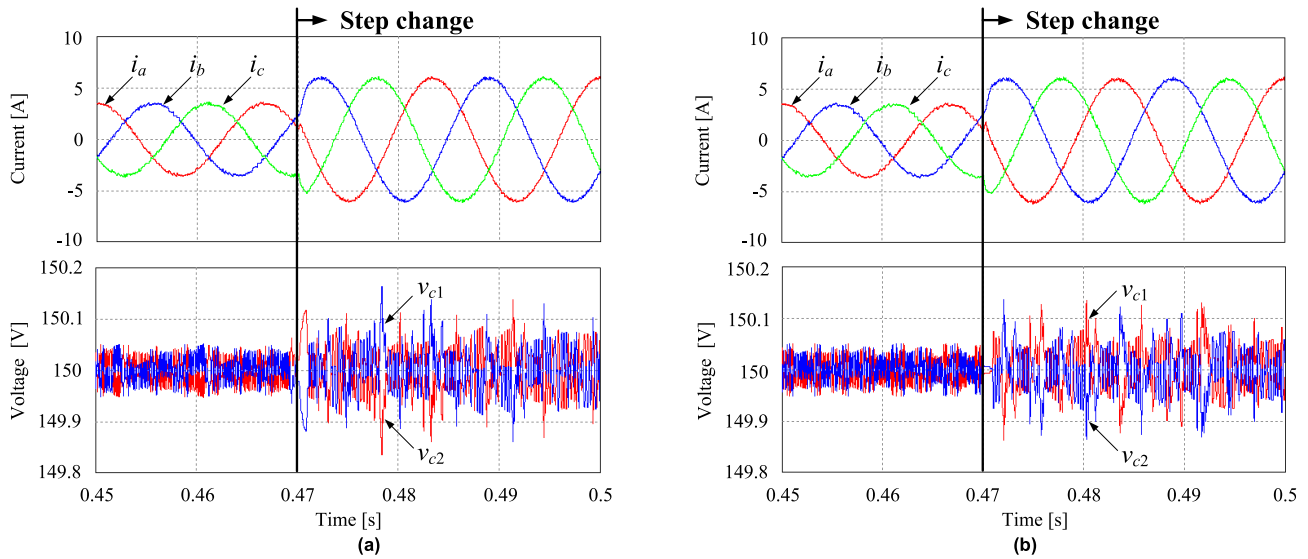 Step change
10
5
0
-5
-10
Current [A]
i_a
i_b
i_c
150.2
150.1
150
149.9
149.8
Voltage [V]
v_c1
v_c2
0.45
0.46
0.47
0.48
0.49
0.5
Time [s]
(a)
Step change
10
5
0
-5
-10
Current [A]
i_a
i_b
i_c
150.2
150.1
150
149.9
149.8
Voltage [V]
v_c1
v_c2
0.45
0.46
0.47
0.48
0.49
0.5
Time [s]
(b)